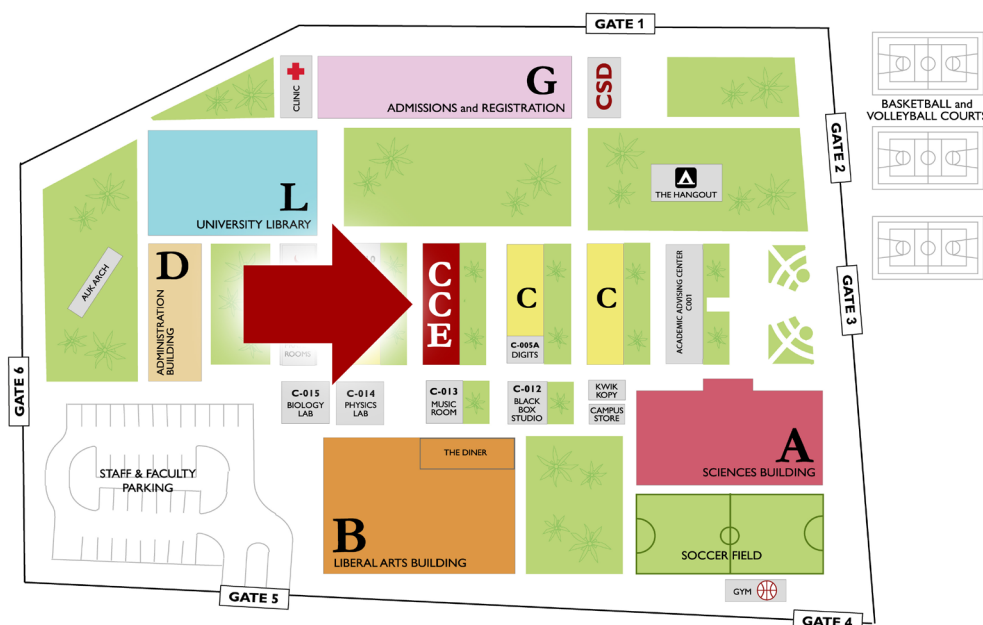 GATE 1
CLINIC
G
ADMISSIONS and REGISTRATION
CSD
BASKETBALL and
VOLLEYBALL COURTS
GATE 2
L
UNIVERSITY LIBRARY
THE HANGOUT
AUK ARCH
D
ADMINISTRATION
BUILDING
L
ROOMS
CCE
C
C-005A
DIGITS
C
ACADEMIC ADVISING CENTER
C001
GATE 3
GATE 6
C-015
BIOLOGY
LAB
C-014
PHYSICS
LAB
C-013
MUSIC
ROOM
C-012
BLACK
BOX
STUDIO
KWIK
KOPY
CAMPUS
STORE
A
SCIENCES BUILDING
STAFF & FACULTY
PARKING
THE DINER
B
LIBERAL ARTS BUILDING
SOCCER FIELD
GYM
GATE 5
GATE 4